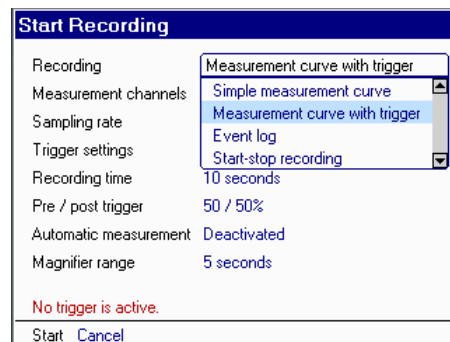 Start Recording
Recording Measurement curve with trigger
Measurement channels Simple measurement curve
Sampling rate Measurement curve with trigger
Trigger settings Event log
Start-stop recording
Recording time 10 seconds
Pre / post trigger 50 / 50%
Automatic measurement Deactivated
Magnifier range 5 seconds
No trigger is active.
Start Cancel